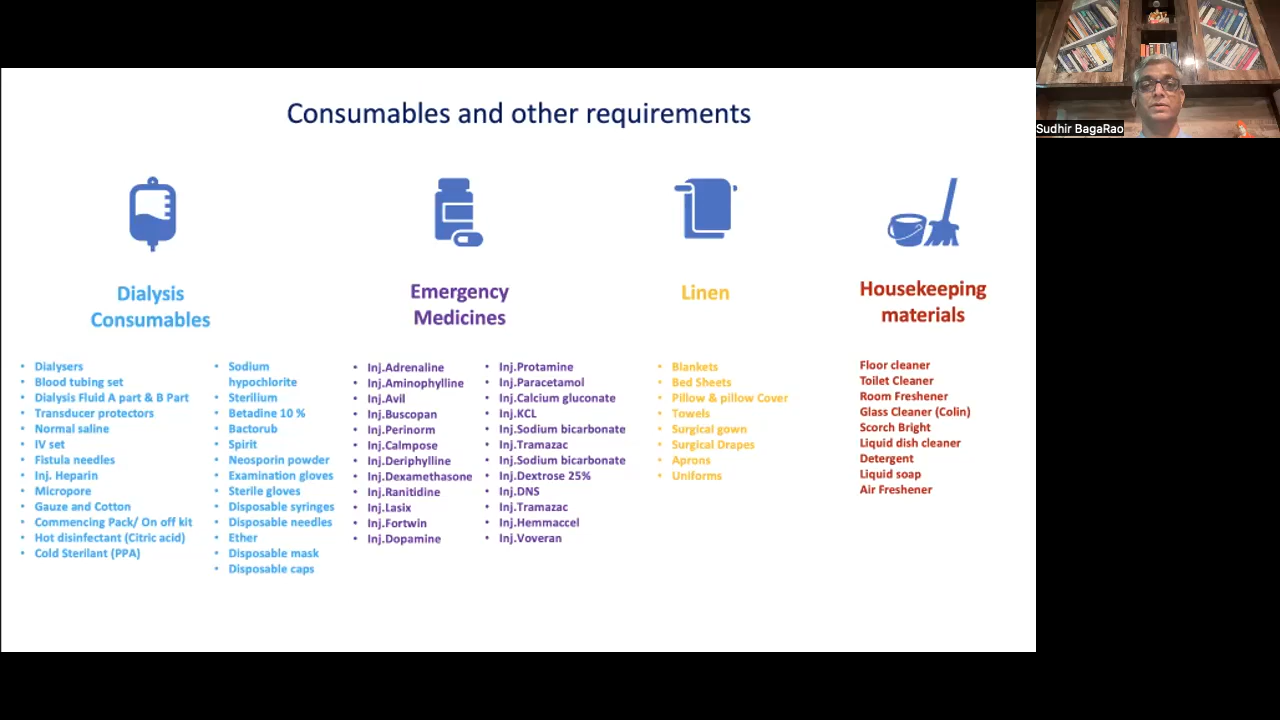 Consumables and other requirements
Sudhir BagaRao
Dialysis
Consumables
Dialysers
Blood tubing set
Dialysis Fluid A part & B Part
Transducer protectors
Normal saline
IV set
Fistula needles
Inj. Heparin
Micropore
Gauze and Cotton
Commencing Pack/ On off kit
Hot disinfectant (Citric acid)
Cold Sterilant (PPA)
Sodium
hypochlorite
Sterilium
Betadine 10 %
Bactorub
Spirit
Neosporin powder
Examination gloves
Sterile gloves
Disposable syringes
Disposable needles
Ether
Disposable mask
Disposable caps
Emergency
Medicines
Inj.Adrenaline
Inj.Aminophylline
Inj.Avil
Inj.Buscopan
Inj.Perinorm
Inj.Calmpose
Inj.Deriphylline
Inj.Dexamethasone
Inj.Ranitidine
Inj.Lasix
Inj.Fortwin
Inj.Dopamine
Inj.Protamine
Inj.Paracetamol
Inj.Calcium gluconate
Inj.KCL
Inj.Sodium bicarbonate
Inj.Tramazac
Inj.Sodium bicarbonate
Inj.Dextrose 25%
Inj.DNS
Inj.Tramazac
Inj.Hemmaccel
Inj.Voveran
Linen
Blankets
Bed Sheets
Pillow & pillow Cover
Towels
Surgical gown
Surgical Drapes
Aprons
Uniforms
Housekeeping
materials
Floor cleaner
Toilet Cleaner
Room Freshener
Glass Cleaner (Colin)
Scorch Bright
Liquid dish cleaner
Detergent
Liquid soap
Air Freshener